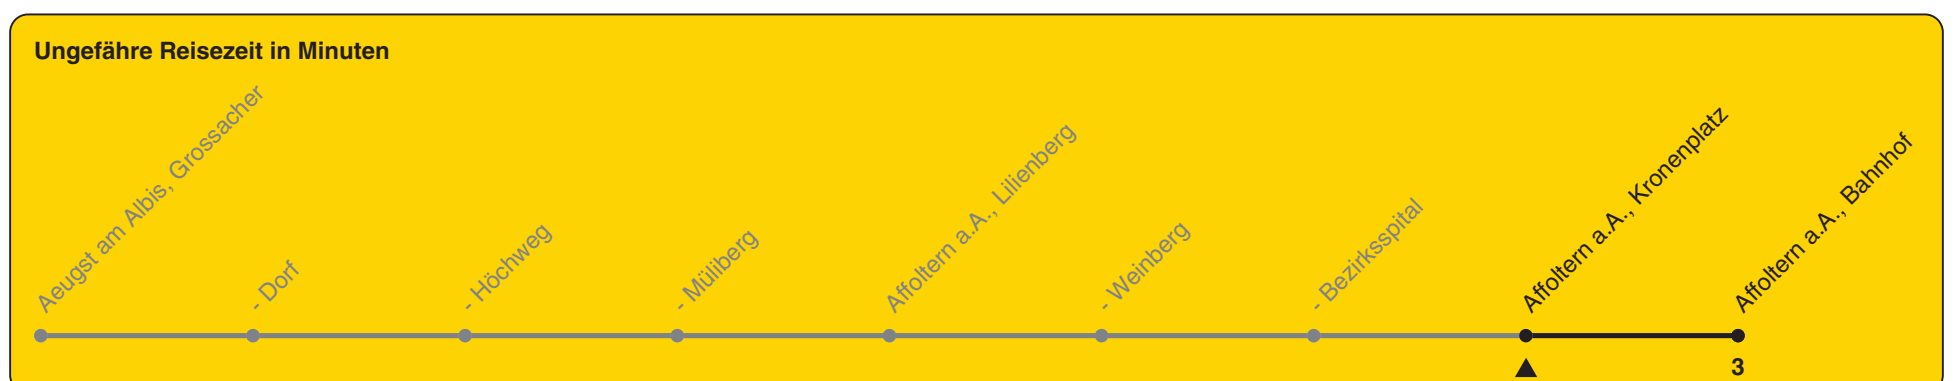 Ungefähre Reisezeit in Minuten
Aeugst am Albis, Grossacher
- Dorf
- Höchweg
- Müliberg
Affoltern a.A., Lilienberg
- Weinberg
- Bezirksspital
Affoltern a.A., Kronenplatz
Affoltern a.A., Bahnhof
3